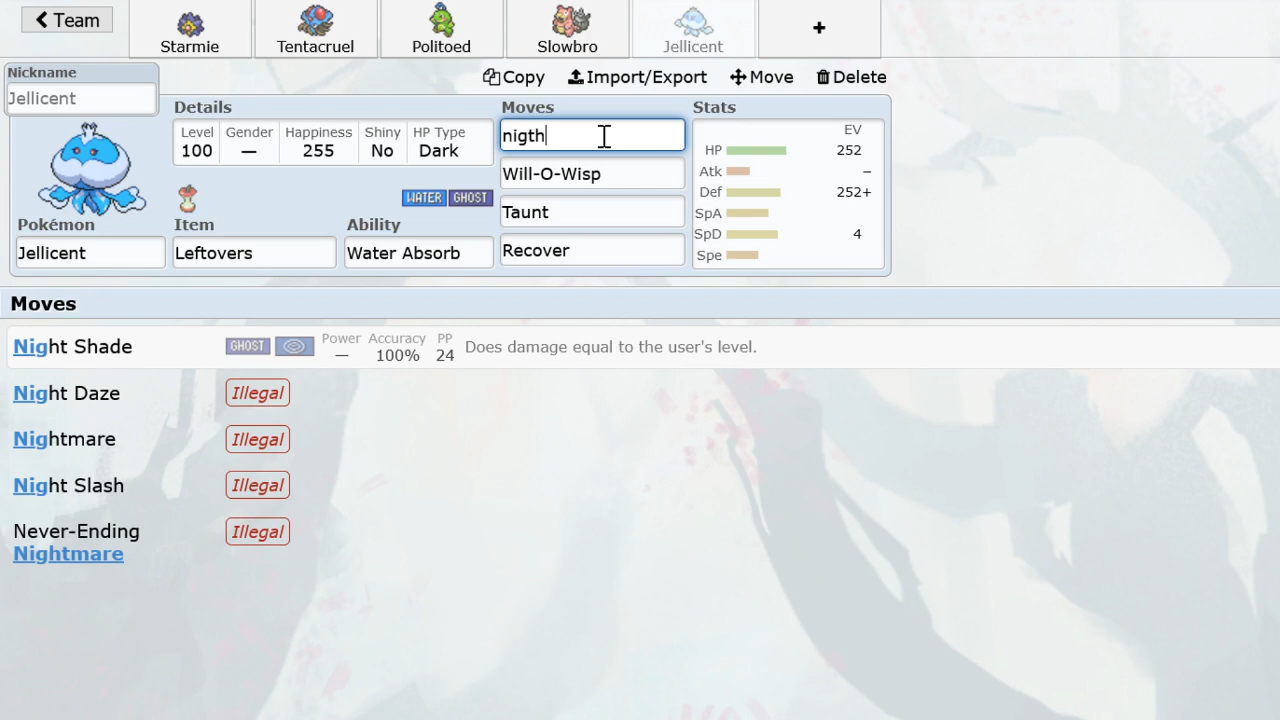 Team
Starmie
Tentacruel
Politoed
Slowbro
Jellicent
+
Nickname
Jellicent
Copy
Import/Export
Move
Delete
Details
Moves
Stats
Level
Gender
Happiness
Shiny
HP Type
100
—
255
No
Dark
WATER
GHOST
Pokémon
Item
Ability
Jellicent
Leftovers
Water Absorb
nigth
Will-O-Wisp
Taunt
Recover
EV
HP 252
Atk –
Def 252+
SpA
SpD 4
Spe
Moves
Night Shade
GHOST
Power
—
Accuracy
100%
PP
24
Does damage equal to the user's level.
Night Daze
Illegal
Nightmare
Illegal
Night Slash
Illegal
Never-Ending
Nightmare
Illegal